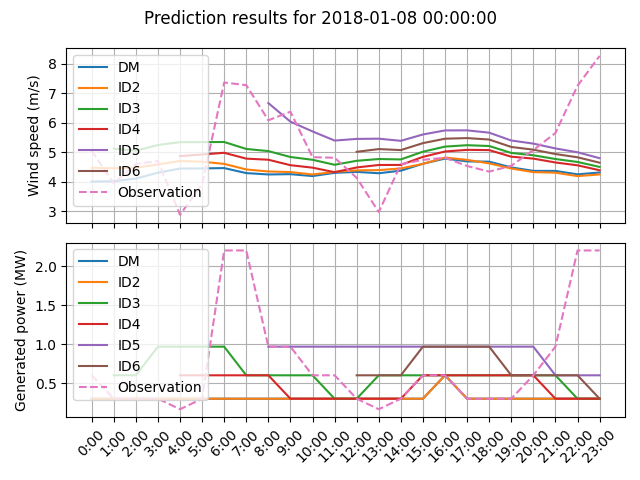 Prediction results for 2018-01-08 00:00:00
Wind speed (m/s)
8
7
6
5
4
3
DM
ID2
ID3
ID4
ID5
ID6
Observation
Generated power (MW)
2.0
1.5
1.0
0.5
DM
ID2
ID3
ID4
ID5
ID6
Observation
0:00 1:00 2:00 3:00 4:00 5:00 6:00 7:00 8:00 9:00 10:00 11:00 12:00 13:00 14:00 15:00 16:00 17:00 18:00 19:00 20:00 21:00 22:00 23:00